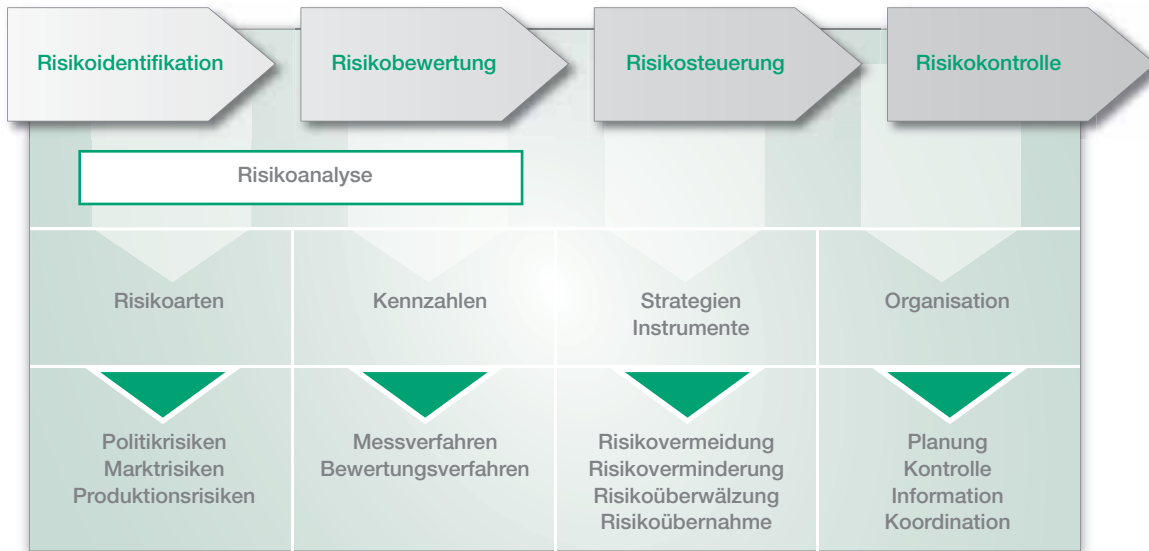 Risikoidentifikation
Risikobewertung
Risikosteuerung
Risikokontrolle
Risikoanalyse
Risikoarten
Kennzahlen
Strategien
Instrumente
Organisation
Politikrisiken
Marktrisiken
Produktionsrisiken
Messverfahren
Bewertungsverfahren
Risikovermeidung
Risikoverminderung
Risikoüberwälzung
Risikoübernahme
Planung
Kontrolle
Information
Koordination